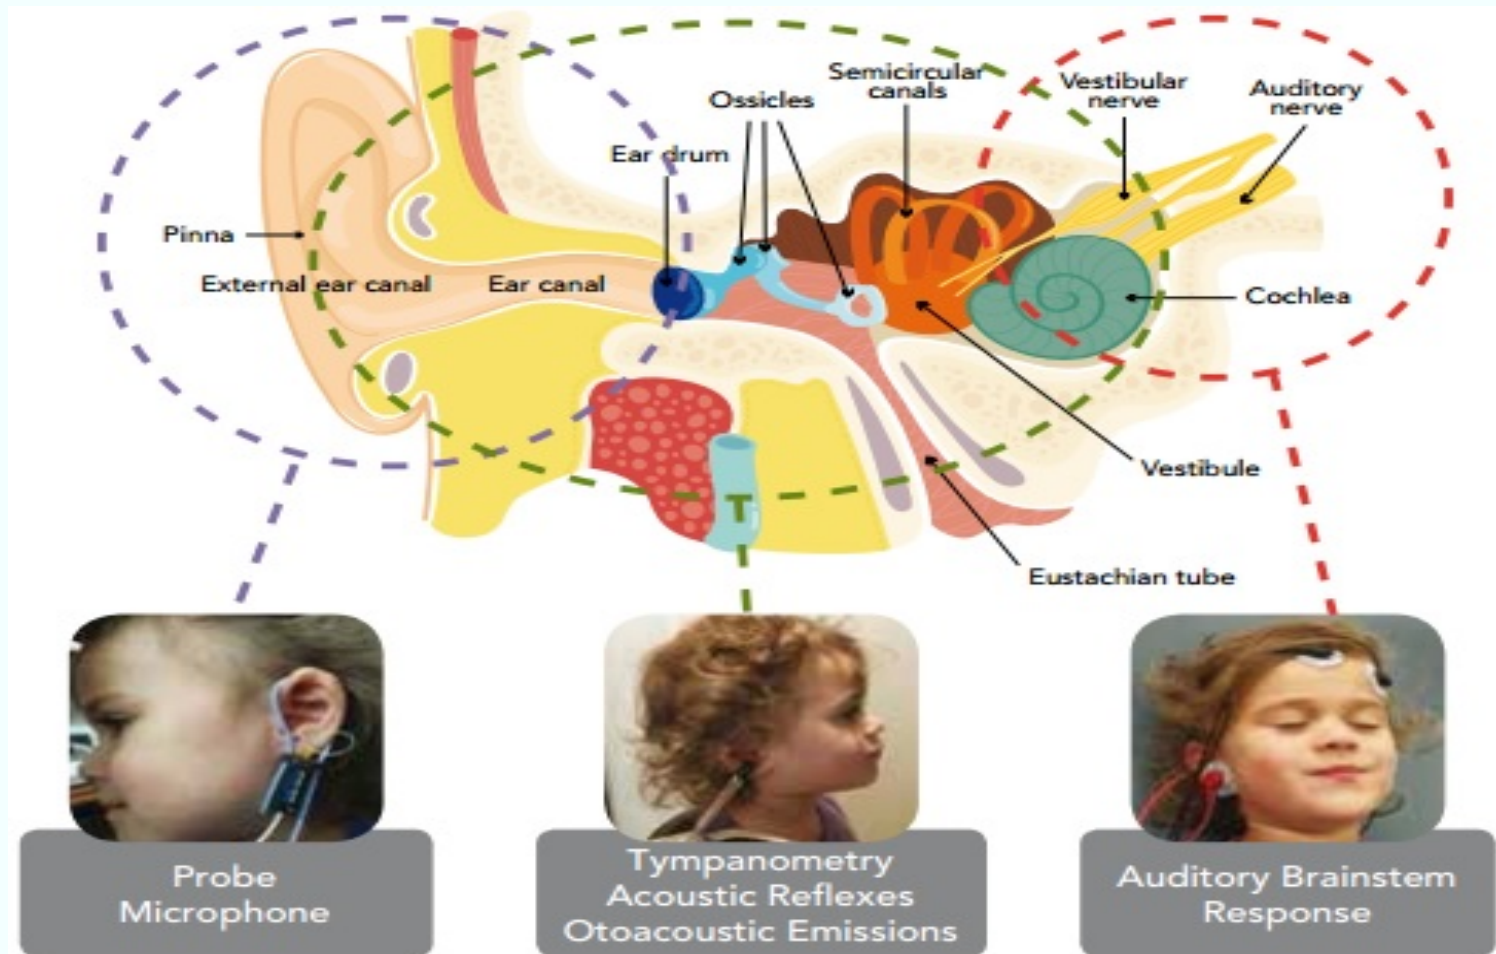 Semicircular
canals
Vestibular
nerve
Auditory
nerve
Ossicles
Ear drum
Pinna
External ear canal
Ear canal
Cochlea
Vestibule
Eustachian tube
Probe
Microphone
Tympanometry
Acoustic Reflexes
Otoacoustic Emissions
Auditory Brainstem
Response